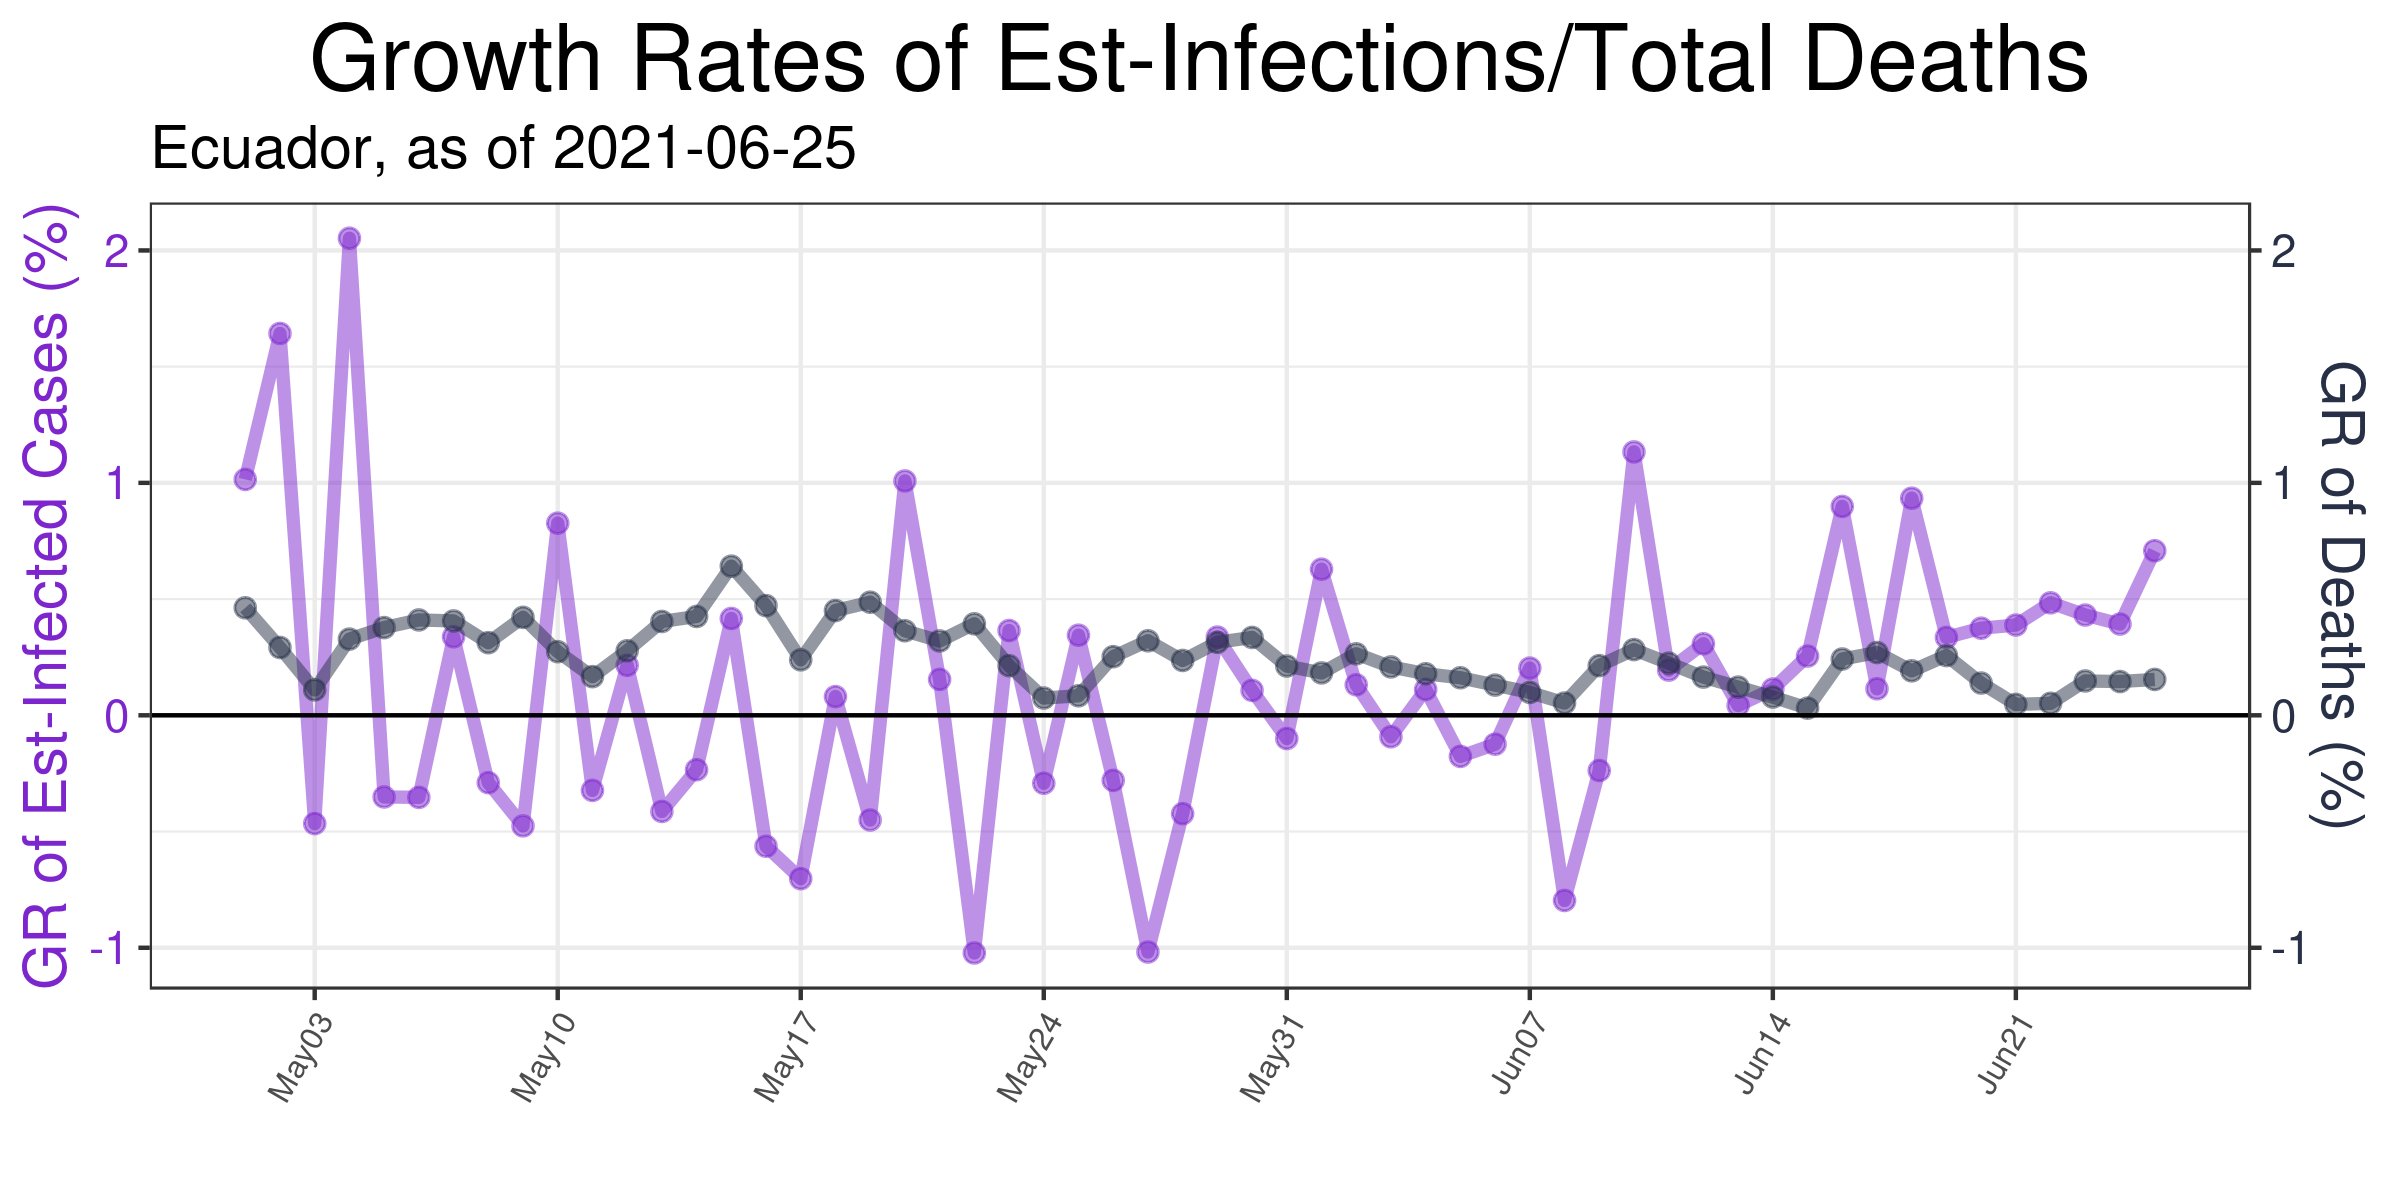 Growth Rates of Est-Infections/Total Deaths
Ecuador, as of 2021-06-25
GR of Est-Infected Cases (%)
2
1
0
-1
2
1
0
-1
GR of Deaths (%)
May03
May10
May17
May24
May31
Jun07
Jun14
Jun21